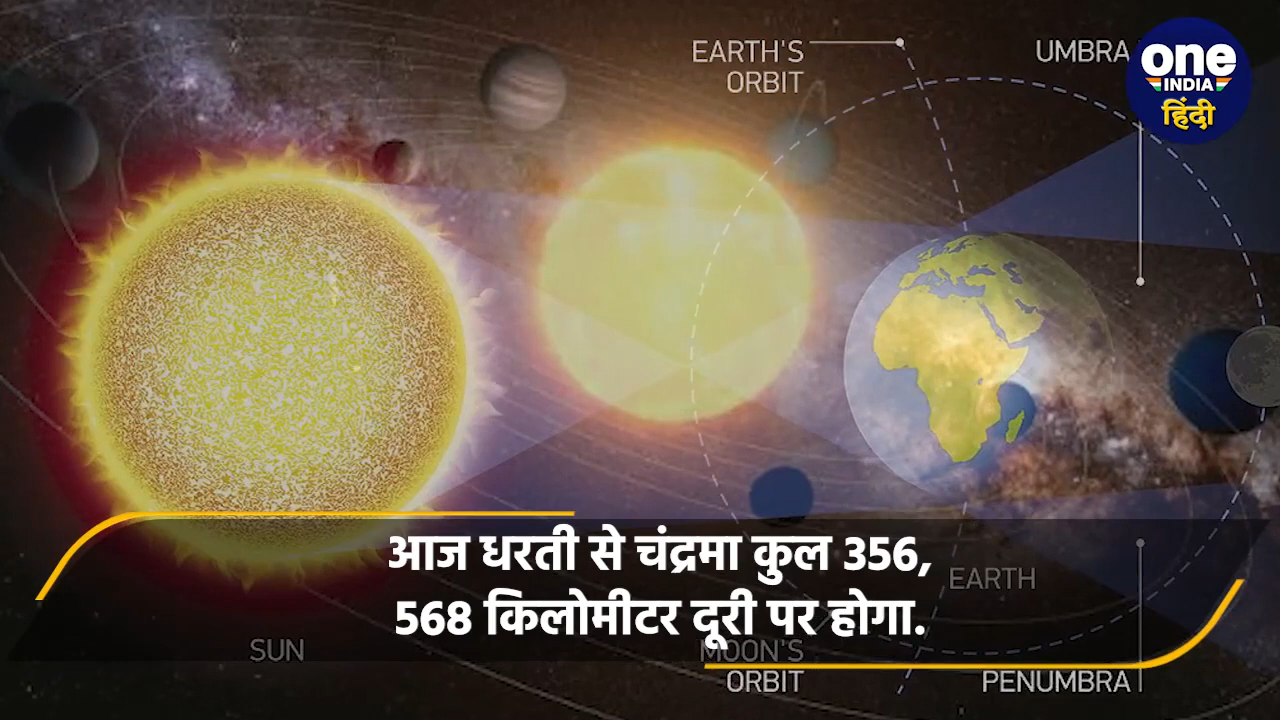 EARTH'S
ORBIT
UMBRA
one
INDIA
हिंदी
आज धरती से चंद्रमा कुल 356,
568 किलोमीटर दूरी पर होगा.
EARTH
SUN
MOON'S
ORBIT
PENUMBRA